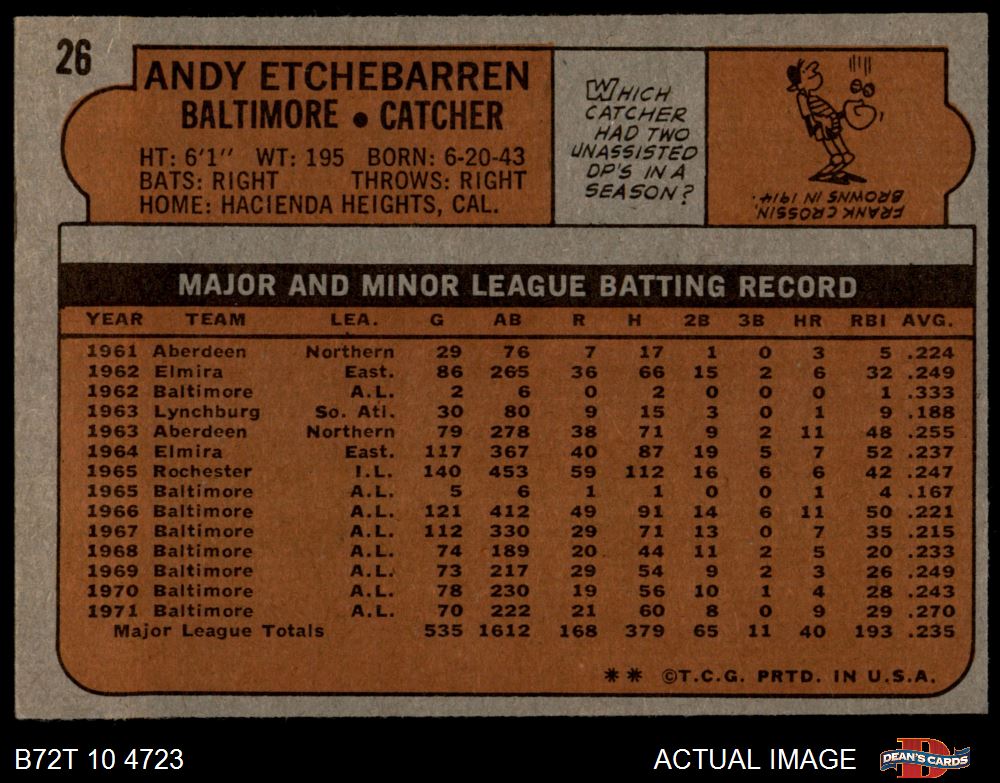 26
ANDY ETCHEBARREN
BALTIMORE • CATCHER
HT: 6'1" WT: 195 BORN: 6-20-43
BATS: RIGHT THROWS: RIGHT
HOME: HACIENDA HEIGHTS, CAL.
WHICH
CATCHER
HAD TWO
UNASSISTED
DP'S IN A
SEASON?
FRANK CROSSIN,
BROWNS IN 1914.
MAJOR AND MINOR LEAGUE BATTING RECORD
YEAR TEAM LEA. G AB R H 2B 3B HR RBI AVG.
1961 Aberdeen Northern 29 76 7 17 1 0 3 5 .224
1962 Elmira East. 86 265 36 66 15 2 6 32 .249
1962 Baltimore A.L. 2 6 0 2 0 0 0 1 .333
1963 Lynchburg So. Atl. 30 80 9 15 3 0 1 9 .188
1963 Aberdeen Northern 79 278 38 71 9 2 11 48 .255
1964 Elmira East. 117 367 40 87 19 5 7 52 .237
1965 Rochester I.L. 140 453 59 112 16 6 6 42 .247
1965 Baltimore A.L. 5 6 1 1 0 0 1 4 .167
1966 Baltimore A.L. 121 412 49 91 14 6 11 50 .221
1967 Baltimore A.L. 112 330 29 71 13 0 7 35 .215
1968 Baltimore A.L. 74 189 20 44 11 2 5 20 .233
1969 Baltimore A.L. 73 217 29 54 9 2 3 26 .249
1970 Baltimore A.L. 78 230 19 56 10 1 4 28 .243
1971 Baltimore A.L. 70 222 21 60 8 0 9 29 .270
Major League Totals 535 1612 168 379 65 11 40 193 .235
** ©T.C.G. PRTD. IN U.S.A.
B72T 10 4723
ACTUAL IMAGE
DEAN'S CARDS